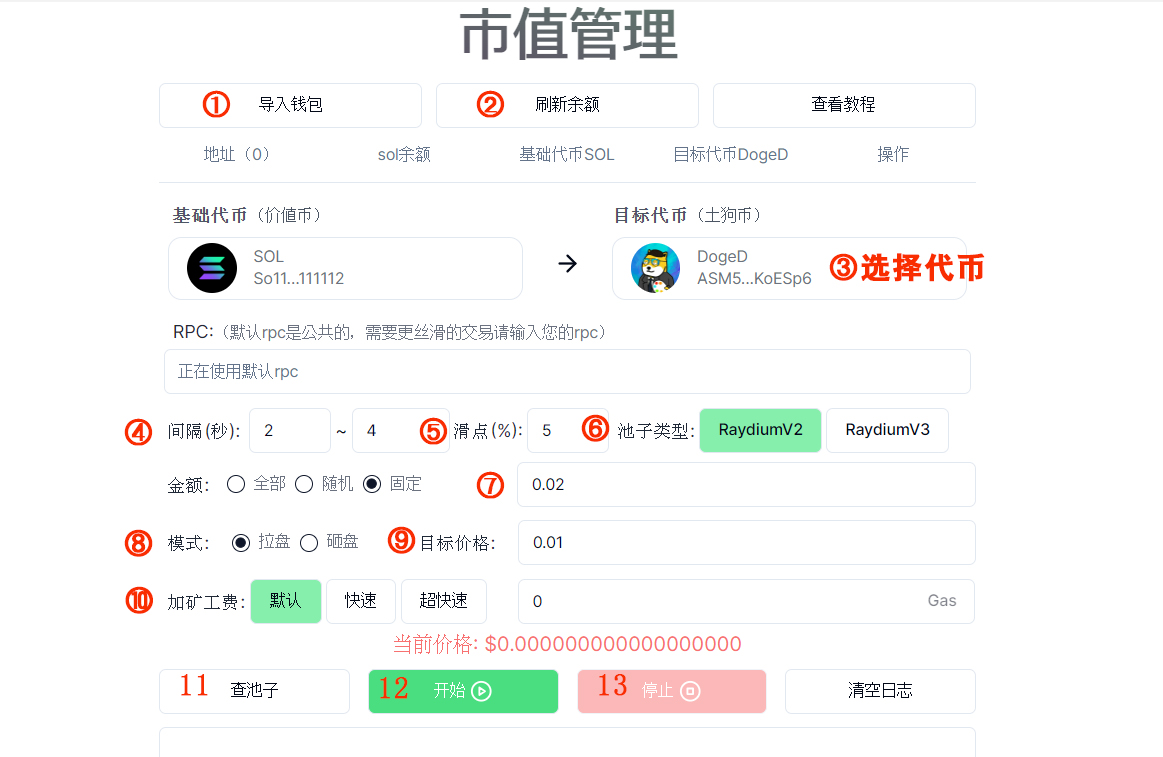 市值管理
① 导入钱包 ② 刷新余额 查看教程
地址（0） sol余额 基础代币SOL 目标代币DogeD 操作
基础代币（价值币） 目标代币（土狗币）
SOL DogeD
So11...111112 ASM5...KoESp6 ③选择代币
RPC:（默认rpc是公共的，需要更丝滑的交易请输入您的rpc）
正在使用默认rpc
④ 间隔(秒): 2 ~ 4 ⑤ 滑点(%): 5 ⑥ 池子类型: RaydiumV2 RaydiumV3
金额: 全部 随机 固定 ⑦ 0.02
⑧ 模式: 拉盘 砸盘 ⑨ 目标价格: 0.01
⑩ 加矿工费: 默认 快速 超快速 0 Gas
当前价格: $0.000000000000000000
11 查池子 12 开始 13 停止 清空日志